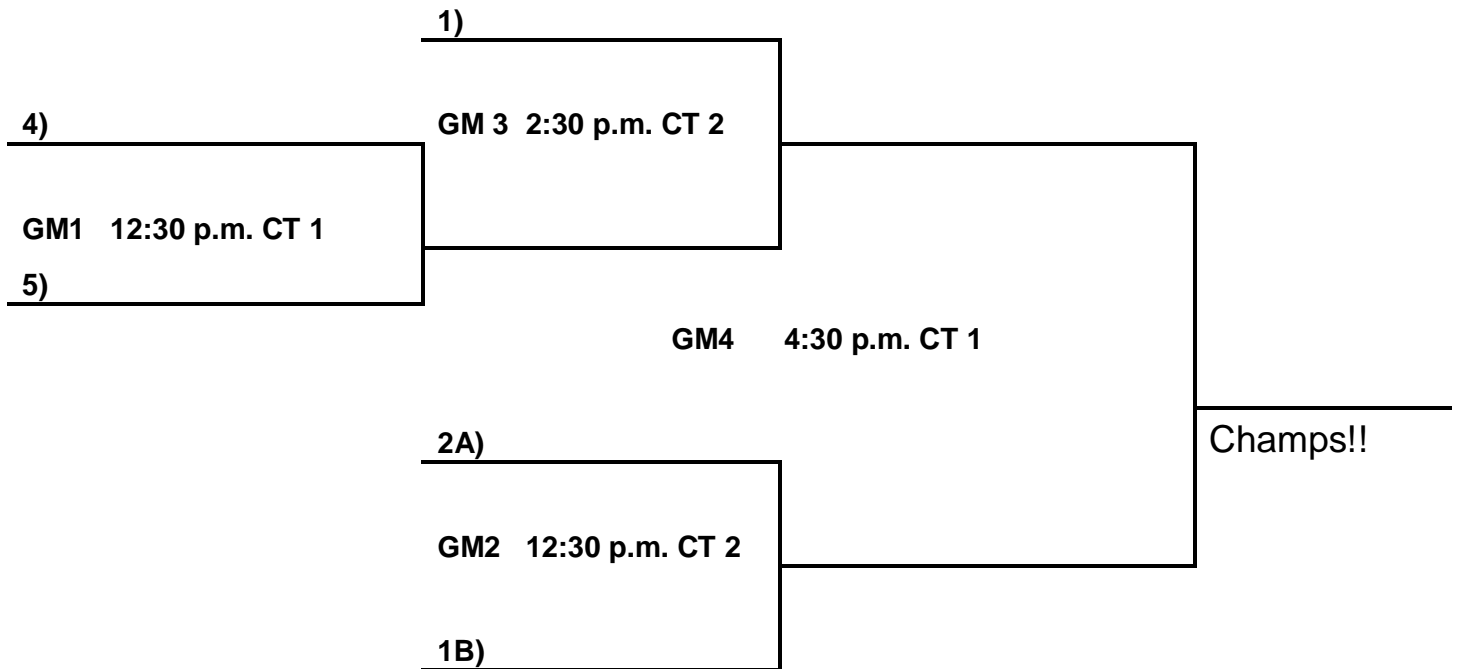 1)
4)
GM 3 2:30 p.m. CT 2
GM1 12:30 p.m. CT 1
5)
GM4 4:30 p.m. CT 1
2A)
Champs!!
GM2 12:30 p.m. CT 2
1B)